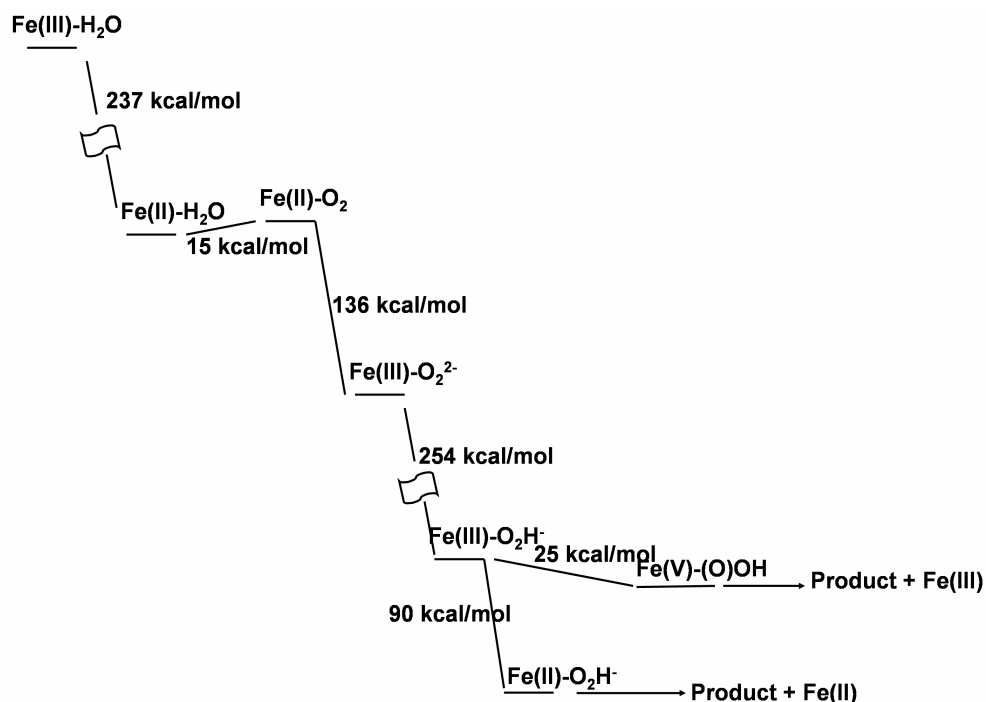 Fe(III)-H₂O
237 kcal/mol
Fe(II)-H₂O
Fe(II)-O₂
15 kcal/mol
136 kcal/mol
Fe(III)-O₂²⁻
254 kcal/mol
Fe(III)-O₂H⁻
25 kcal/mol
Fe(V)-(O)OH
Product + Fe(III)
90 kcal/mol
Fe(II)-O₂H⁻
Product + Fe(II)